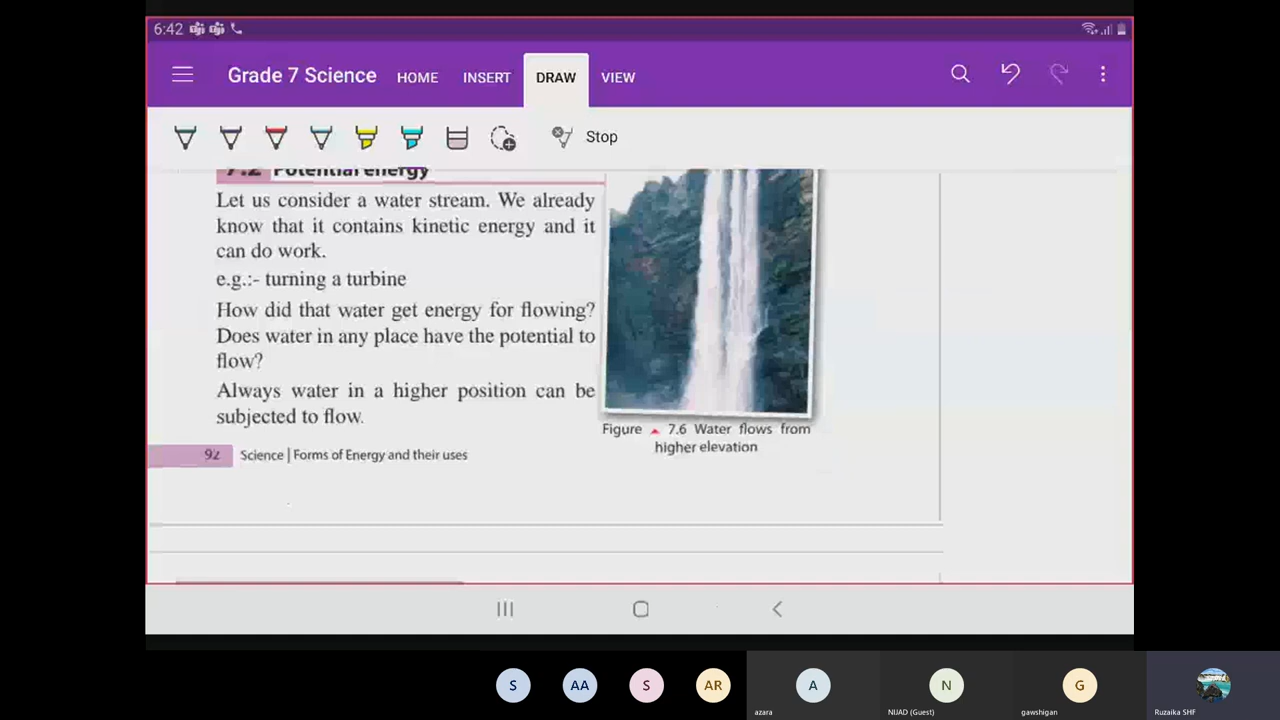 6:42
Grade 7 Science HOME INSERT DRAW VIEW
Stop
7.2 Potential energy
Let us consider a water stream. We already
know that it contains kinetic energy and it
can do work.
e.g.:- turning a turbine
How did that water get energy for flowing?
Does water in any place have the potential to
flow?
Always water in a higher position can be
subjected to flow.
Figure 7.6 Water flows from
higher elevation
92 Science | Forms of Energy and their uses
S AA S AR A N G
azara NIJAD (Guest) gawshigan Ruzaika SHF